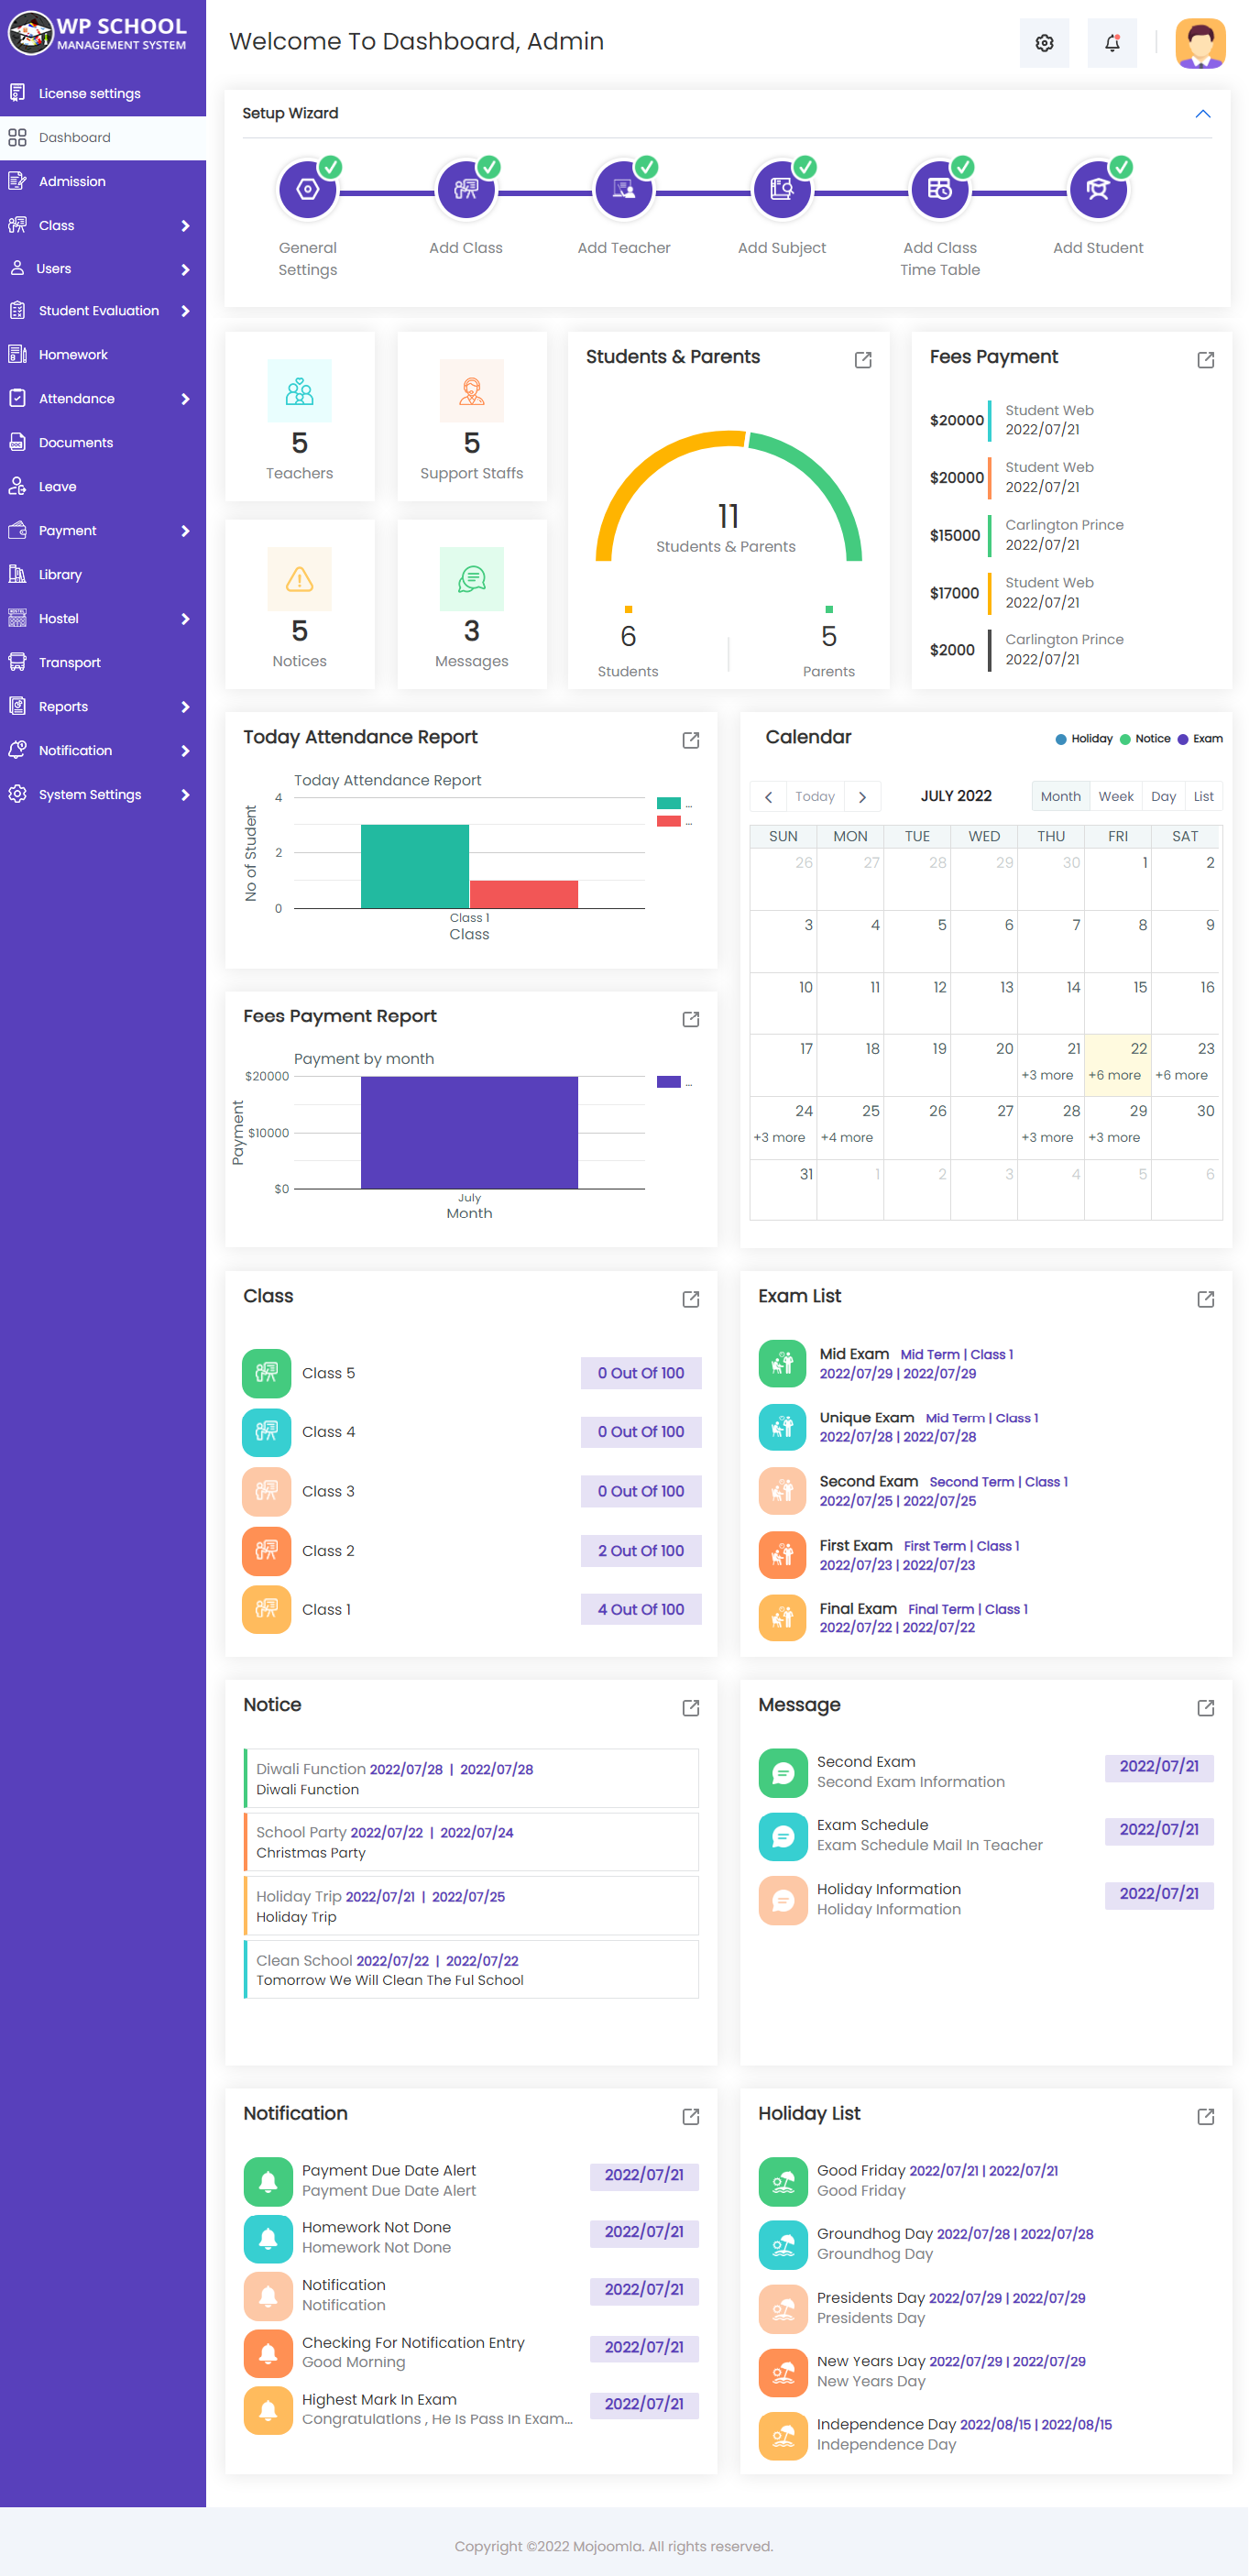 WP SCHOOL
MANAGEMENT SYSTEM
License settings
Dashboard
Admission
Class
Users
Student Evaluation
Homework
Attendance
Documents
Leave
Payment
Library
Hostel
Transport
Reports
Notification
System Settings
Welcome To Dashboard, Admin
Setup Wizard
General
Settings
Add Class
Add Teacher
Add Subject
Add Class
Time Table
Add Student
5
Teachers
5
Support Staffs
5
Notices
3
Messages
Students & Parents
11
Students & Parents
6
Students
5
Parents
Fees Payment
$20000 Student Web
2022/07/21
$20000 Student Web
2022/07/21
$15000 Carlington Prince
2022/07/21
$17000 Student Web
2022/07/21
$2000 Carlington Prince
2022/07/21
Today Attendance Report
Today Attendance Report
4
2
0
No of Student
...
...
Class 1
Class
Fees Payment Report
Payment by month
$20000
$10000
$0
Payment
...
July
Month
Calendar
Holiday Notice Exam
Today
JULY 2022
Month Week Day List
SUN MON TUE WED THU FRI SAT
26 27 28 29 30 1 2
3 4 5 6 7 8 9
10 11 12 13 14 15 16
17 18 19 20 21 22 23
+3 more +6 more +6 more
24 25 26 27 28 29 30
+3 more +4 more +3 more +3 more
31 1 2 3 4 5 6
Class
Class 5 0 Out Of 100
Class 4 0 Out Of 100
Class 3 0 Out Of 100
Class 2 2 Out Of 100
Class 1 4 Out Of 100
Exam List
Mid Exam Mid Term | Class 1
2022/07/29 | 2022/07/29
Unique Exam Mid Term | Class 1
2022/07/28 | 2022/07/28
Second Exam Second Term | Class 1
2022/07/25 | 2022/07/25
First Exam First Term | Class 1
2022/07/23 | 2022/07/23
Final Exam Final Term | Class 1
2022/07/22 | 2022/07/22
Notice
Diwali Function 2022/07/28 | 2022/07/28
Diwali Function
School Party 2022/07/22 | 2022/07/24
Christmas Party
Holiday Trip 2022/07/21 | 2022/07/25
Holiday Trip
Clean School 2022/07/22 | 2022/07/22
Tomorrow We Will Clean The Ful School
Message
Second Exam 2022/07/21
Second Exam Information
Exam Schedule 2022/07/21
Exam Schedule Mail In Teacher
Holiday Information 2022/07/21
Holiday Information
Notification
Payment Due Date Alert 2022/07/21
Payment Due Date Alert
Homework Not Done 2022/07/21
Homework Not Done
Notification 2022/07/21
Notification
Checking For Notification Entry 2022/07/21
Good Morning
Highest Mark In Exam 2022/07/21
Congratulatlons , He Is Pass In Exam...
Holiday List
Good Friday 2022/07/21 | 2022/07/21
Good Friday
Groundhog Day 2022/07/28 | 2022/07/28
Groundhog Day
Presidents Day 2022/07/29 | 2022/07/29
Presidents Day
New Years Day 2022/07/29 | 2022/07/29
New Years Day
Independence Day 2022/08/15 | 2022/08/15
Independence Day
Copyright ©2022 Mojoomla. All rights reserved.